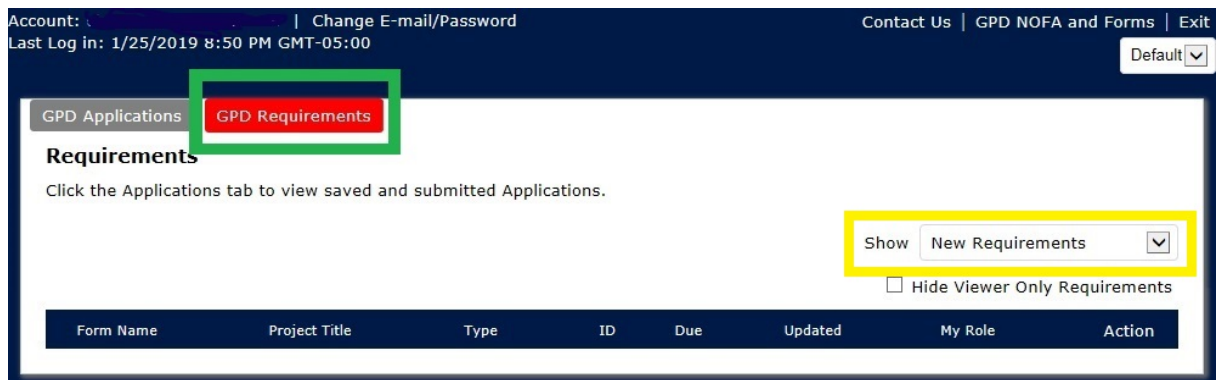 Account: | Change E-mail/Password Contact Us | GPD NOFA and Forms | Exit
Last Log in: 1/25/2019 8:50 PM GMT-05:00
Default
GPD Applications GPD Requirements
Requirements
Click the Applications tab to view saved and submitted Applications.
Show New Requirements
Hide Viewer Only Requirements
Form Name Project Title Type ID Due Updated My Role Action